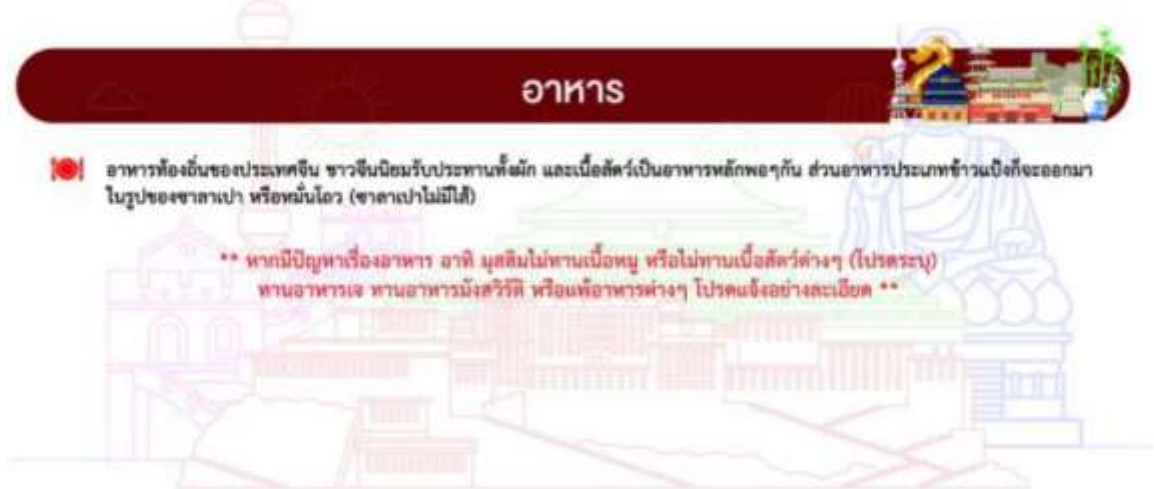 อาหาร
อาหารท้องถิ่นของประเทศจีน ชาวจีนนิยมรับประทานทั้งผัก และเนื้อสัตว์เป็นอาหารหลักพอๆกัน ส่วนอาหารประเภทข้าวแป้งก็จะออกมา
ในรูปของซาลาเปา หรือหมั่นโถว (ซาลาเปาไม่มีไส้)
** หากมีปัญหาเรื่องอาหาร อาทิ มุสลิมไม่ทานเนื้อหมู หรือไม่ทานเนื้อสัตว์ต่างๆ (โปรดระบุ)
ทานอาหารเจ ทานอาหารมังสวิรัติ หรือแพ้อาหารต่างๆ โปรดแจ้งอย่างละเอียด **